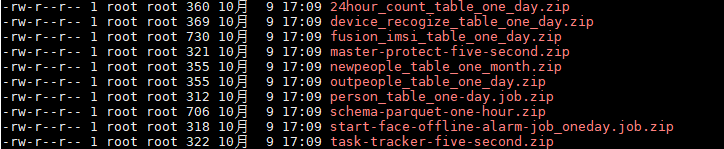 -rw-r--r-- 1 root root 360 10月  9 17:09 24hour_count_table_one_day.zip
-rw-r--r-- 1 root root 369 10月  9 17:09 device_recogize_table_one_day.zip
-rw-r--r-- 1 root root 730 10月  9 17:09 fusion_imsi_table_one_day.zip
-rw-r--r-- 1 root root 321 10月  9 17:09 master-protect-five-second.zip
-rw-r--r-- 1 root root 355 10月  9 17:09 newpeople_table_one_month.zip
-rw-r--r-- 1 root root 355 10月  9 17:09 outpeople_table_one_day.zip
-rw-r--r-- 1 root root 312 10月  9 17:09 person_table_one-day.job.zip
-rw-r--r-- 1 root root 706 10月  9 17:09 schema-parquet-one-hour.zip
-rw-r--r-- 1 root root 318 10月  9 17:09 start-face-offline-alarm-job_oneday.job.zip
-rw-r--r-- 1 root root 322 10月  9 17:09 task-tracker-five-second.zip